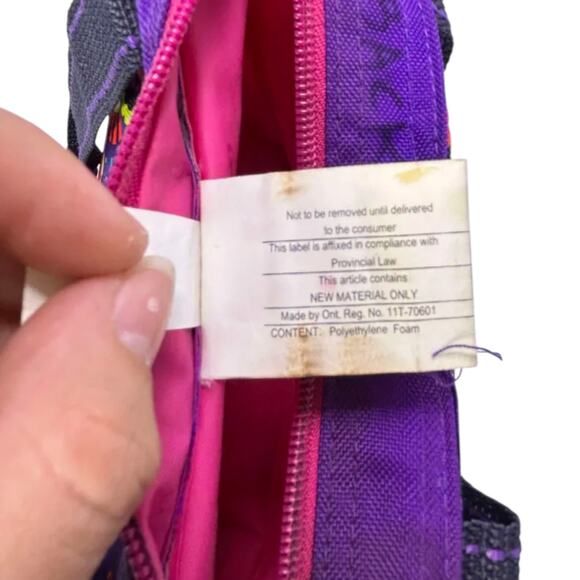 BACK
Not to be removed until delivered
to the consumer
This label is affixed in compliance with
Provincial Law
This article contains
NEW MATERIAL ONLY
Made by Ont. Reg. No. 11T-70601
CONTENT: Polyethylene Foam